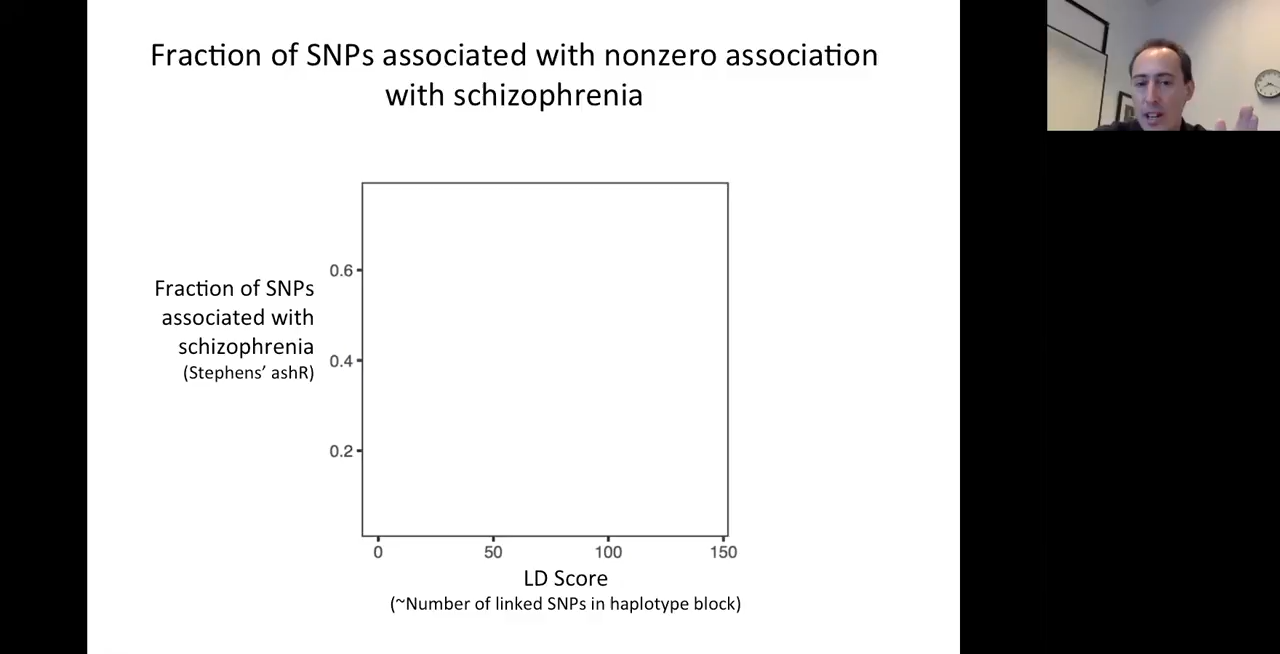 Fraction of SNPs associated with nonzero association
with schizophrenia
Fraction of SNPs
associated with
schizophrenia
(Stephens’ ashR)
0.6
0.4
0.2
0
50
100
150
LD Score
(~Number of linked SNPs in haplotype block)